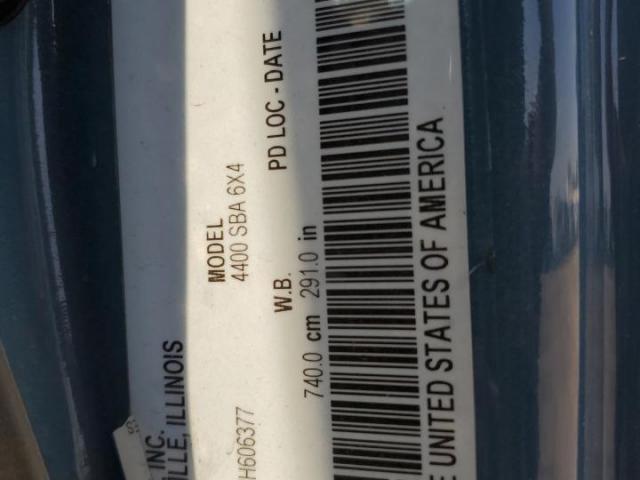 INC.
LLE, ILLINOIS
MODEL
4400 SBA 6X4
H606377
W.B.
PD LOC - DATE
740.0 cm 291.0 in
E UNITED STATES OF AMERICA